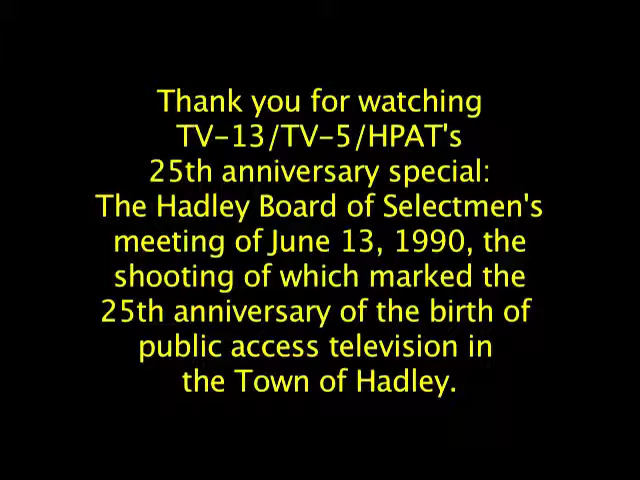 Thank you for watching
TV-13/TV-5/HPAT's
25th anniversary special:
The Hadley Board of Selectmen's
meeting of June 13, 1990, the
shooting of which marked the
25th anniversary of the birth of
public access television in
the Town of Hadley.